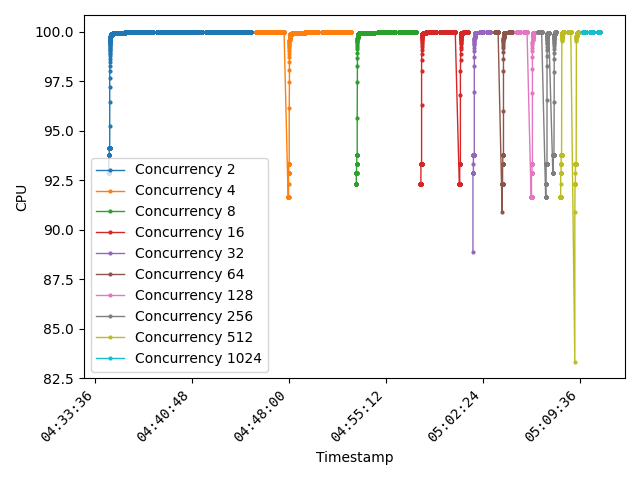 100.0
97.5
95.0
92.5
90.0
87.5
85.0
82.5
CPU
Concurrency 2
Concurrency 4
Concurrency 8
Concurrency 16
Concurrency 32
Concurrency 64
Concurrency 128
Concurrency 256
Concurrency 512
Concurrency 1024
04:33:36
04:40:48
04:48:00
04:55:12
05:02:24
05:09:36
Timestamp